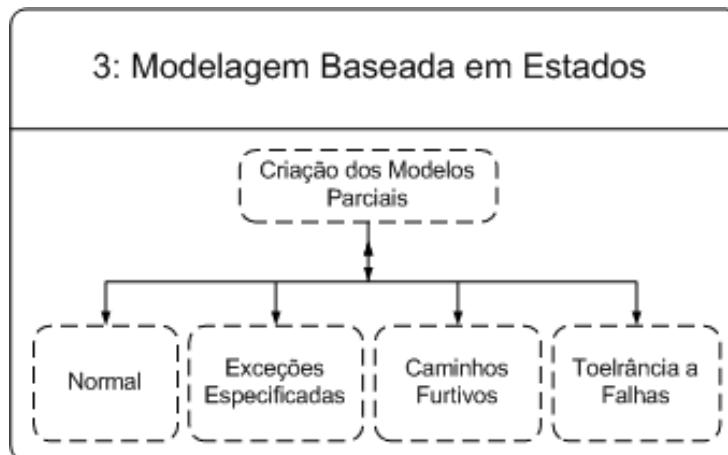 3: Modelagem Baseada em Estados
Criação dos Modelos
Parciais
Normal
Exceções
Especificadas
Caminhos
Furtivos
Toelrância a
Falhas